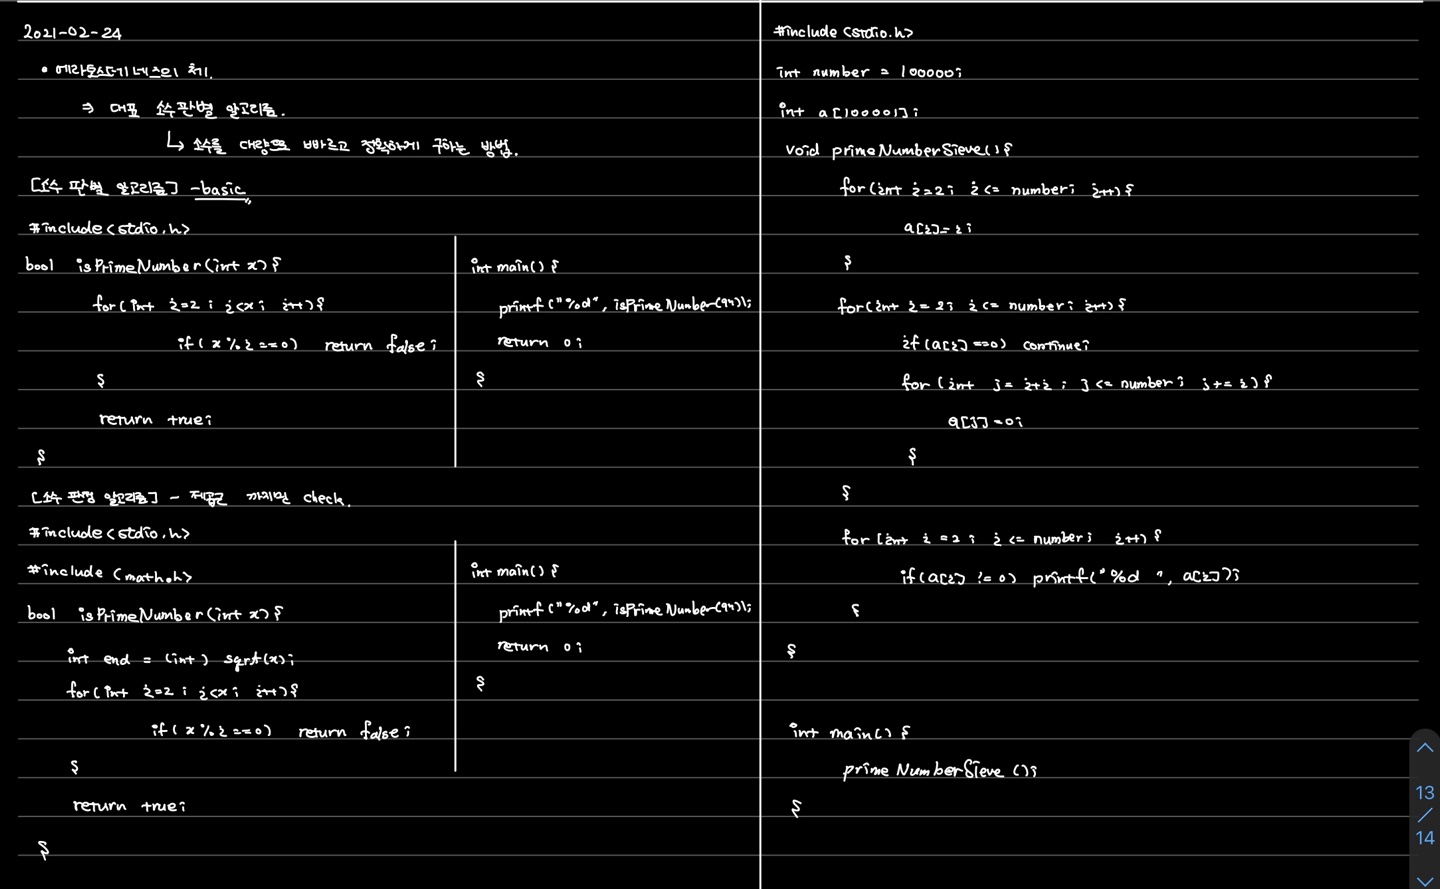 2021-02-24
• 에라토스테네스의 체.
⇒ 대표 소수 판별 알고리즘.
↳ 소수를 대량으로 빠르고 정확하게 구하는 방법.
[소수 판별 알고리즘] -basic
#include<stdio.h>
bool isPrimeNumber(int x){
for(int i=2; i<x; i++){
if(x%i==0) return false;
}
return true;
}
int main(){
printf("%d", isPrimeNumber(97));
return 0;
}
[소수 판별 알고리즘] - 제곱근 까지만 check.
#include<stdio.h>
#include <math.h>
bool isPrimeNumber(int x){
int end = (int) sqrt(x);
for(int i=2; i<x; i++){
if(x%i==0) return false;
}
return true;
}
int main(){
printf("%d", isPrimeNumber(97));
return 0;
}
#include<stdio.h>
int number = 100000;
int a[100001];
void primeNumberSieve(){
for(int i=2; i<= number; i++){
a[i]=i;
}
for(int i=2; i<= number; i++){
if(a[i]==0) continue;
for(int j=i+i; j<= number; j+=i){
a[j]=0;
}
}
for(int i=2; i<= number; i++){
if(a[i] != 0) printf("%d ", a[i]);
}
}
int main(){
primeNumberSieve();
}
13
/
14